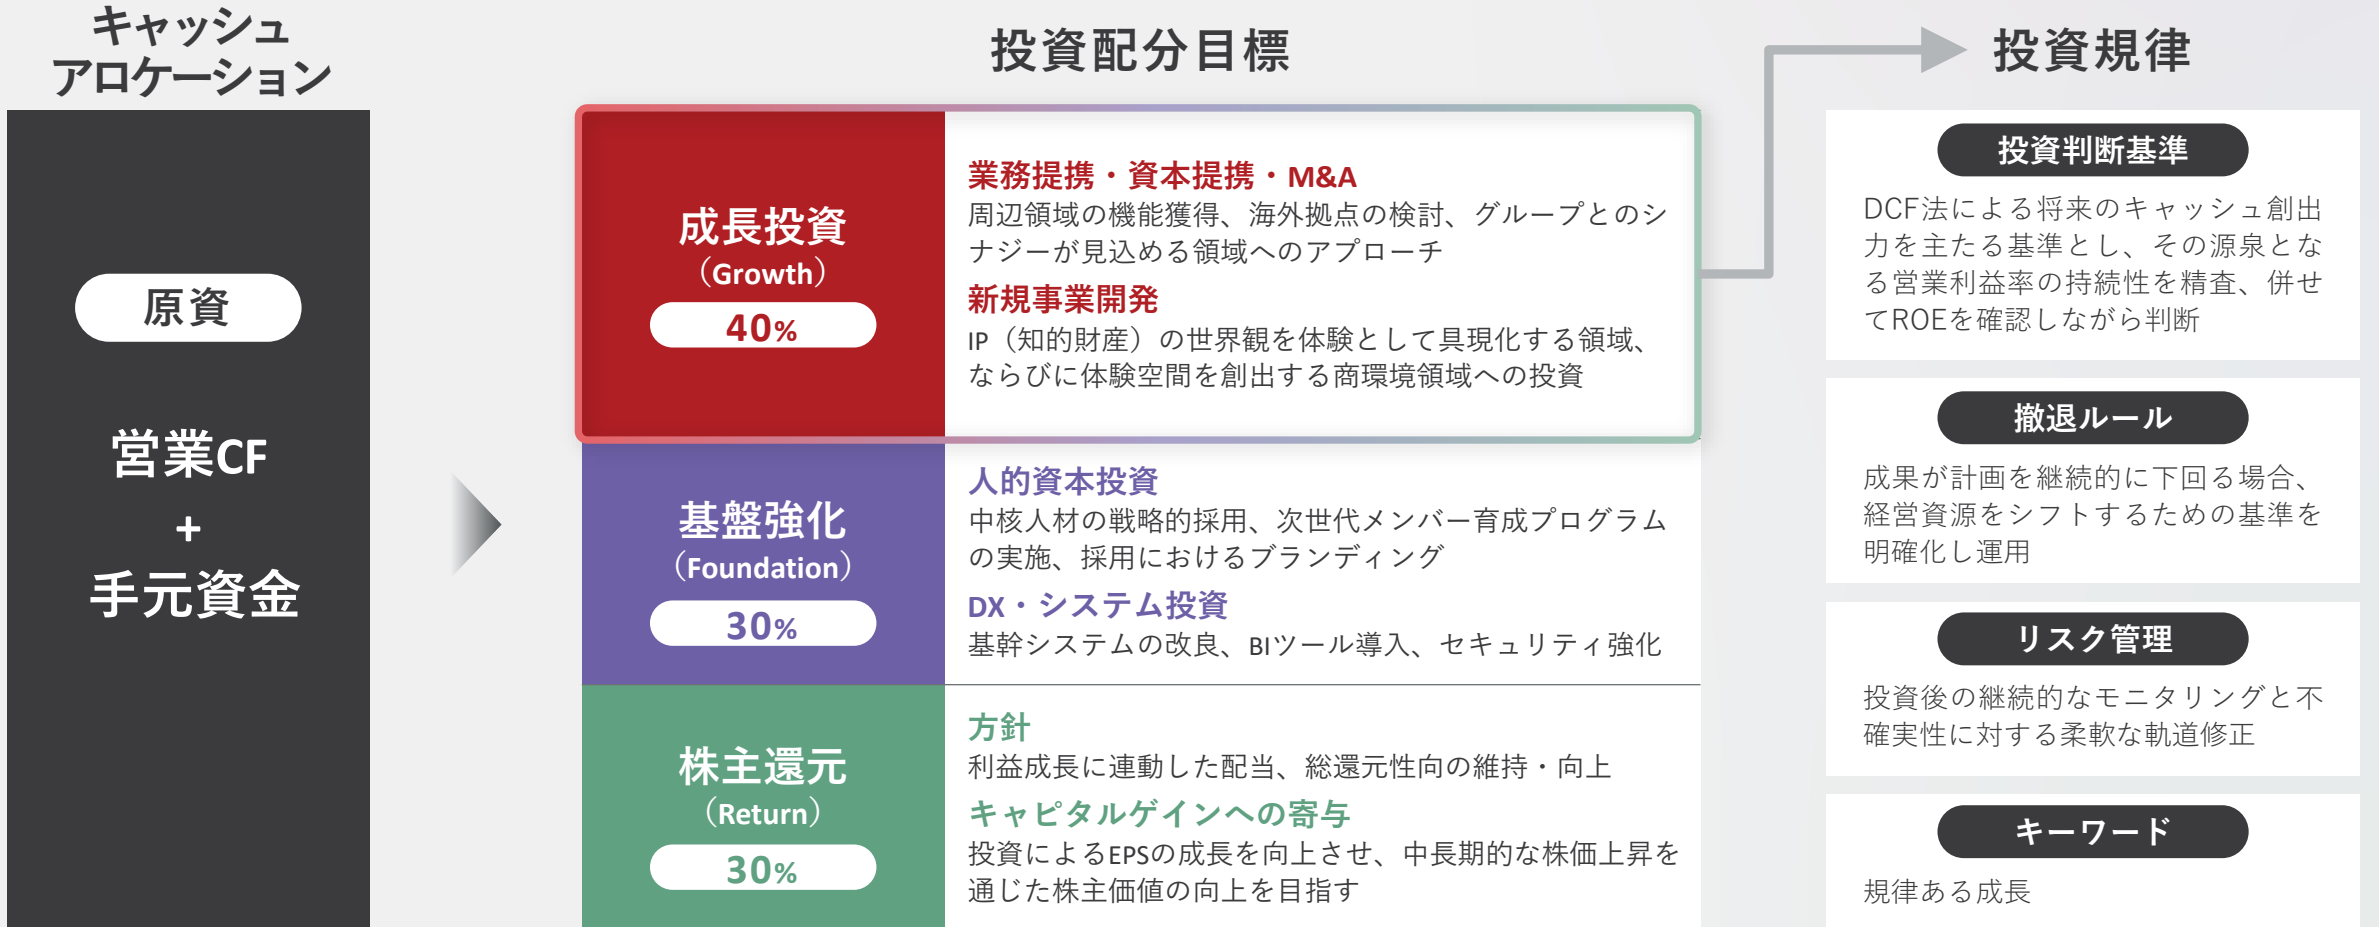 キャッシュ
アロケーション
原資
営業CF
+
手元資金
投資配分目標
成長投資
（Growth）
40%
業務提携・資本提携・M&A
周辺領域の機能獲得、海外拠点の検討、グループとのシ
ナジーが見込める領域へのアプローチ
新規事業開発
IP（知的財産）の世界観を体験として具現化する領域、
ならびに体験空間を創出する商環境領域への投資
基盤強化
（Foundation）
30%
人的資本投資
中核人材の戦略的採用、次世代メンバー育成プログラム
の実施、採用におけるブランディング
DX・システム投資
基幹システムの改良、BIツール導入、セキュリティ強化
株主還元
（Return）
30%
方針
利益成長に連動した配当、総還元性向の維持・向上
キャピタルゲインへの寄与
投資によるEPSの成長を向上させ、中長期的な株価上昇を
通じた株主価値の向上を目指す
投資規律
投資判断基準
DCF法による将来のキャッシュ創出
力を主たる基準とし、その源泉とな
る営業利益率の持続性を精査、併せ
てROEを確認しながら判断
撤退ルール
成果が計画を継続的に下回る場合、
経営資源をシフトするための基準を
明確化し運用
リスク管理
投資後の継続的なモニタリングと不
確実性に対する柔軟な軌道修正
キーワード
規律ある成長